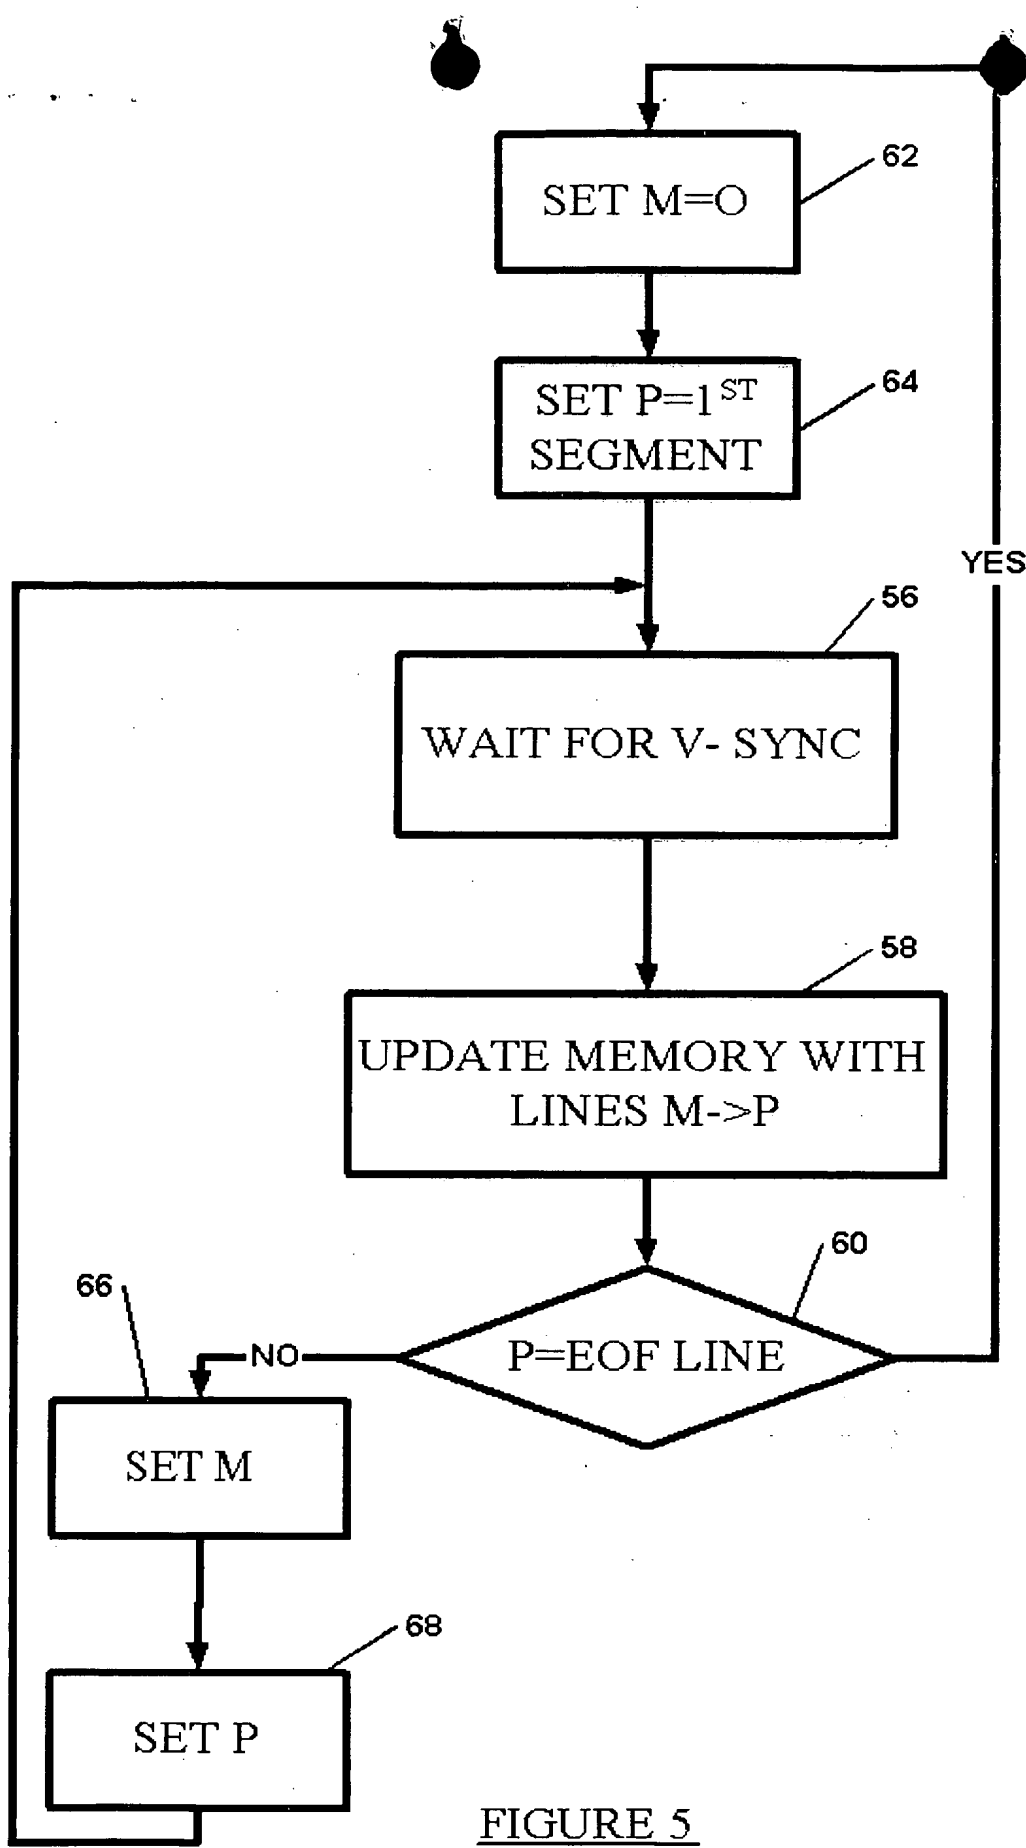 62
SET M=O
64
SET P=1ST
SEGMENT
YES
56
WAIT FOR V- SYNC
58
UPDATE MEMORY WITH
LINES M->P
60
66
NO
P=EOF LINE
SET M
68
SET P
FIGURE 5